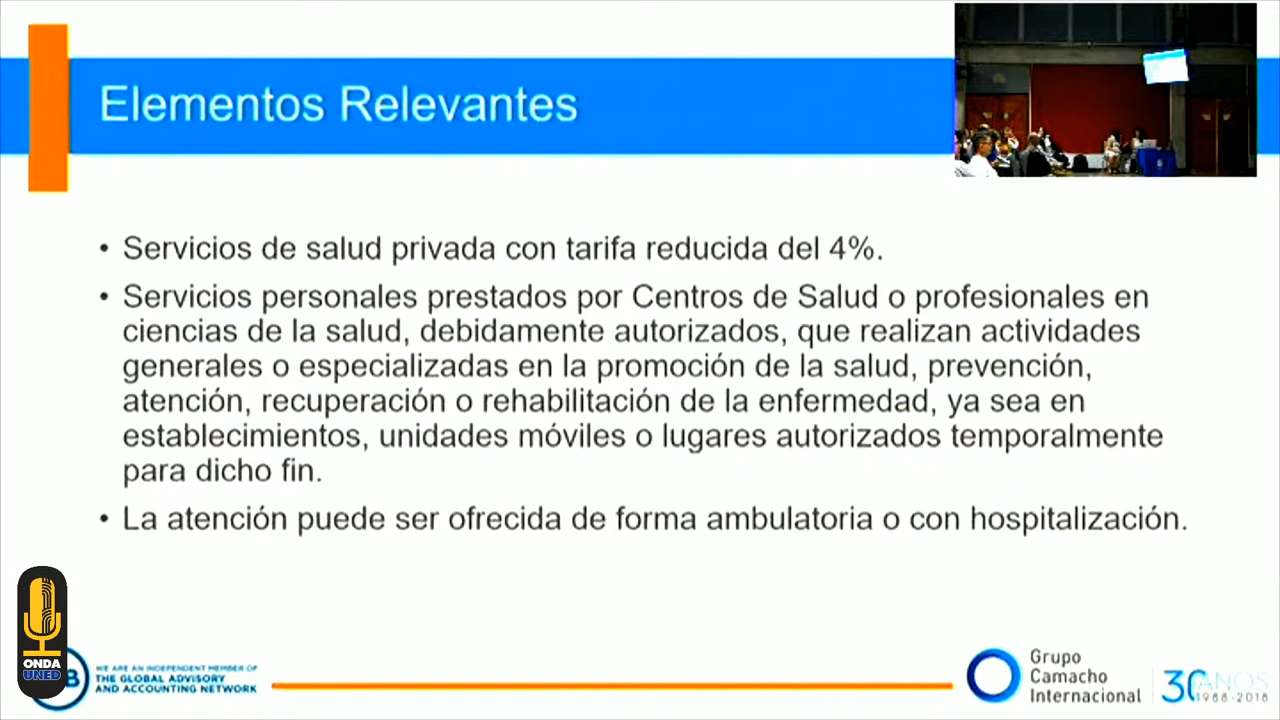 Elementos Relevantes
• Servicios de salud privada con tarifa reducida del 4%.
• Servicios personales prestados por Centros de Salud o profesionales en
ciencias de la salud, debidamente autorizados, que realizan actividades
generales o especializadas en la promoción de la salud, prevención,
atención, recuperación o rehabilitación de la enfermedad, ya sea en
establecimientos, unidades móviles o lugares autorizados temporalmente
para dicho fin.
• La atención puede ser ofrecida de forma ambulatoria o con hospitalización.
ONDA
UNED
B
WE ARE AN INDEPENDENT MEMBER OF
THE GLOBAL ADVISORY
AND ACCOUNTING NETWORK
Grupo
Camacho
Internacional
30 AÑOS
1988-2018